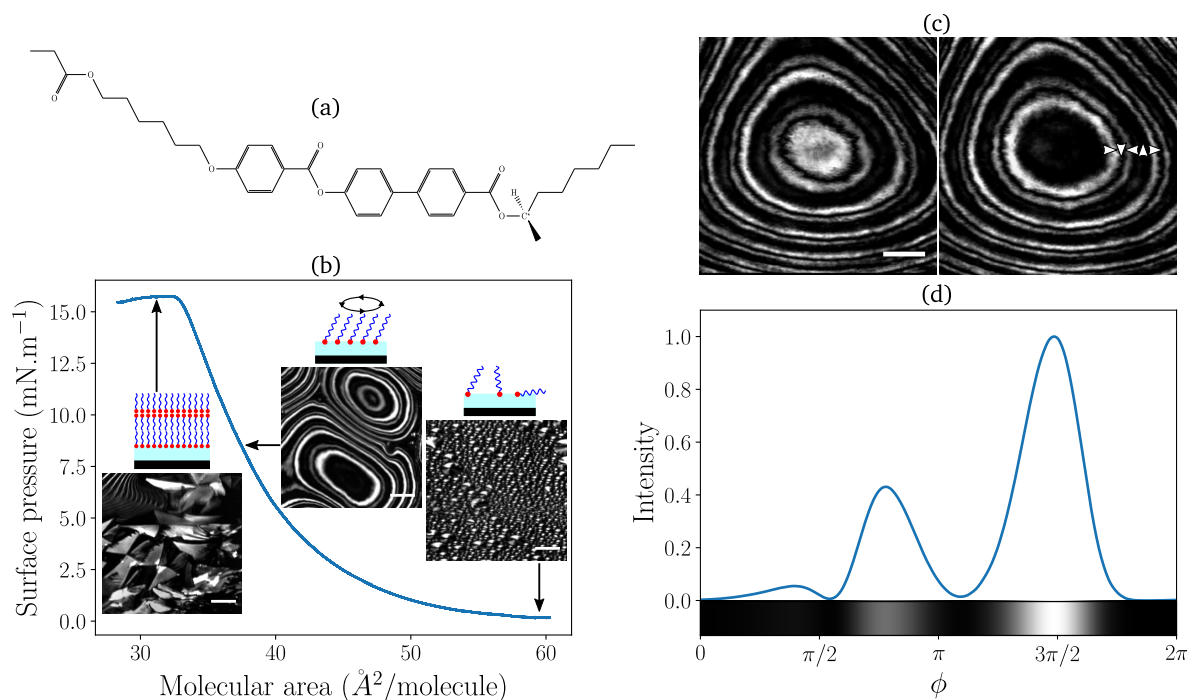 (a)
O
O
O
O
O
O
O
H
C
(b)
15.0
12.5
10.0
7.5
5.0
2.5
0.0
Surface pressure (mN.m⁻¹)
30
40
50
60
Molecular area (Å²/molecule)
(c)
(d)
1.0
0.8
0.6
0.4
0.2
0.0
Intensity
0
π/2
π
3π/2
2π
ϕ